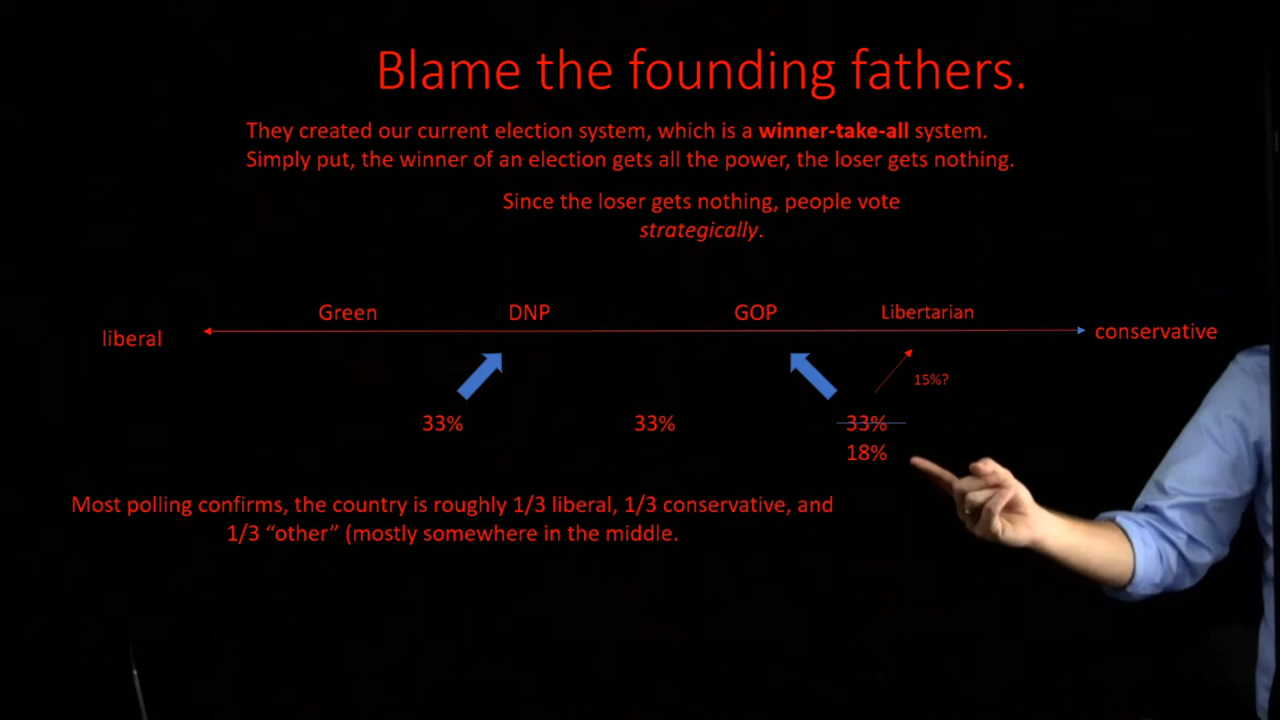 Blame the founding fathers.
They created our current election system, which is a winner-take-all system.
Simply put, the winner of an election gets all the power, the loser gets nothing.
Since the loser gets nothing, people vote
strategically.
Green DNP GOP Libertarian
liberal conservative
15%?
33% 33% 33%
18%
Most polling confirms, the country is roughly 1/3 liberal, 1/3 conservative, and
1/3 “other” (mostly somewhere in the middle.